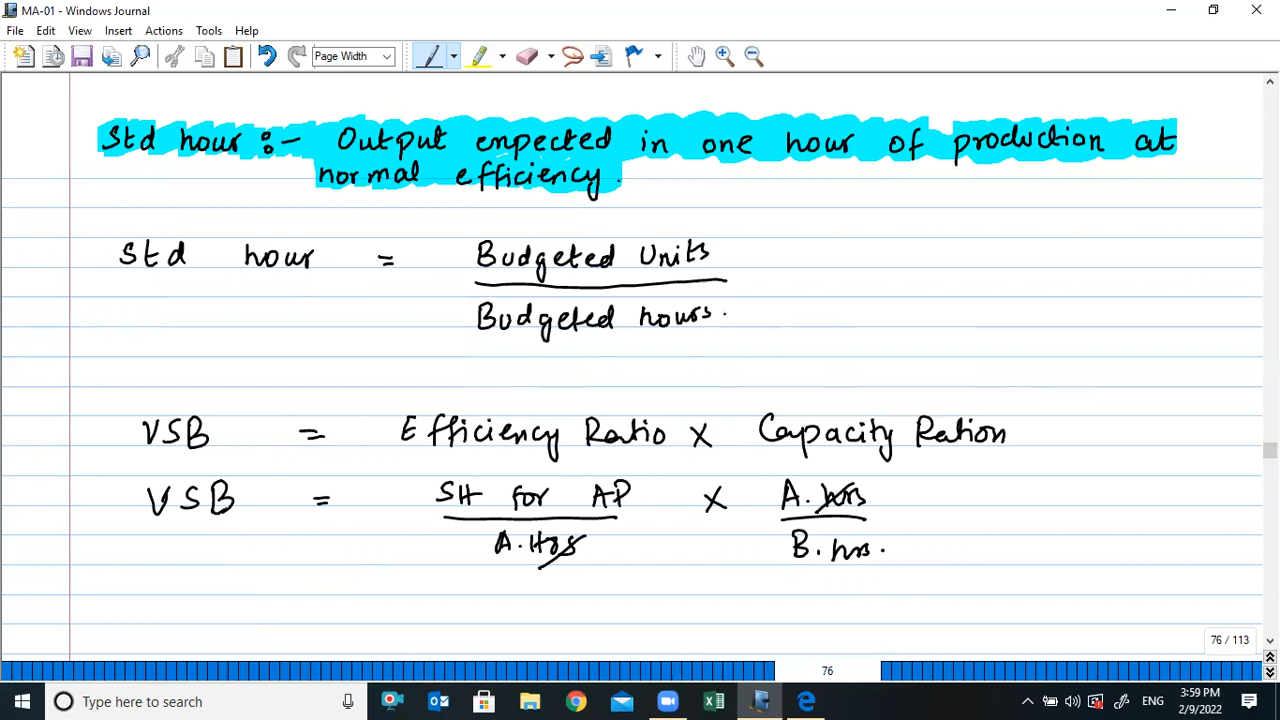 MA-01 - Windows Journal
File Edit View Insert Actions Tools Help
Page Width
Std hour :- Output enpected in one hour of production at
normal efficiency.
Std hour = Budgeted Units
Budgeted hours.
VSB = Efficiency Ratio X Capacity Ration
VSB = SH for AP X A. hrs
A. Hrs B. hrs.
76 / 113
76
Type here to search
ENG
3:59 PM
2/9/2022